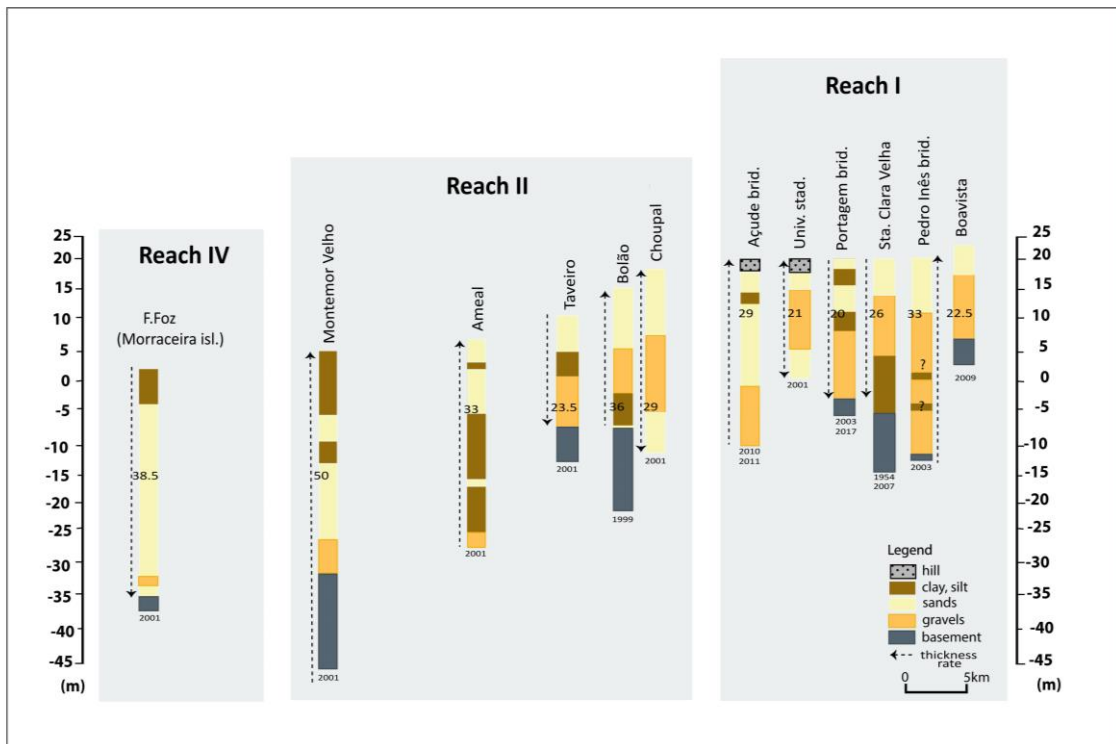 Reach I
Reach II
Reach IV
25
20
15
10
5
0
-5
-10
-15
-20
-25
-30
-35
-40
-45
(m)
F.Foz
(Morraceira isl.)
38.5
2001
Montemor Velho
50
2001
Ameal
33
2001
Taveiro
23.5
2001
Bolão
36
1999
Choupal
29
2001
Açude brid.
29
2010
2011
Univ. stad.
21
2001
Portagem brid.
20
2003
2017
Sta. Clara Velha
26
1954
2007
Pedro Inês brid.
33
?
?
2003
Boavista
22.5
2009
25
20
15
10
5
0
-5
-10
-15
-20
-25
-30
-35
-40
-45
(m)
Legend
hill
clay, silt
sands
gravels
basement
thickness
rate
0 5km